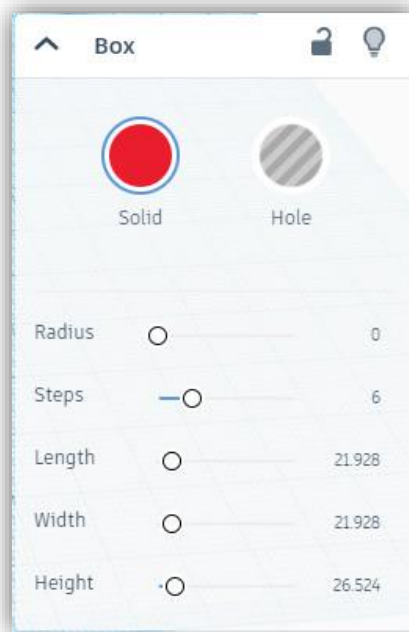 Box
Solid Hole
Radius 0
Steps 6
Length 21.928
Width 21.928
Height 26.524